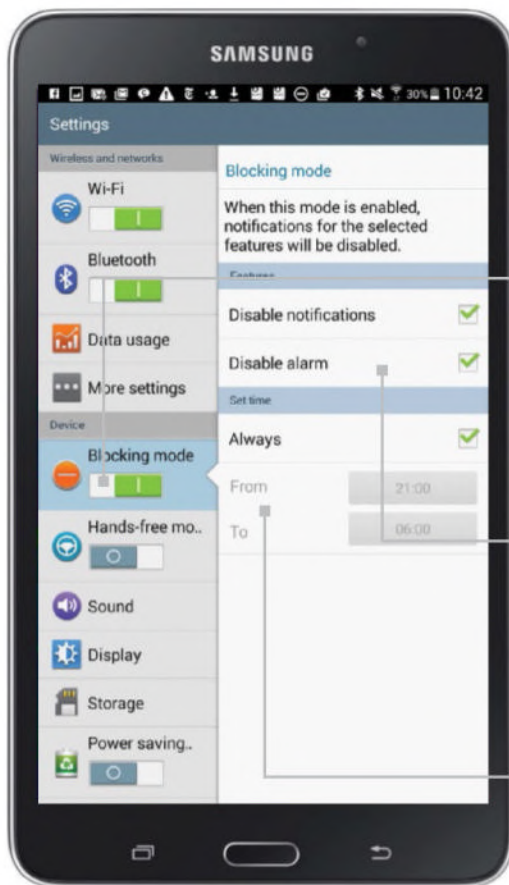 SAMSUNG
30% 10:42
Settings
Wireless and networks
Wi-Fi
Bluetooth
Data usage
More settings
Device
Blocking mode
Hands-free mo..
Sound
Display
Storage
Power saving..
Blocking mode
When this mode is enabled,
notifications for the selected
features will be disabled.
Features
Disable notifications
Disable alarm
Set time
Always
From 21:00
To 06:00